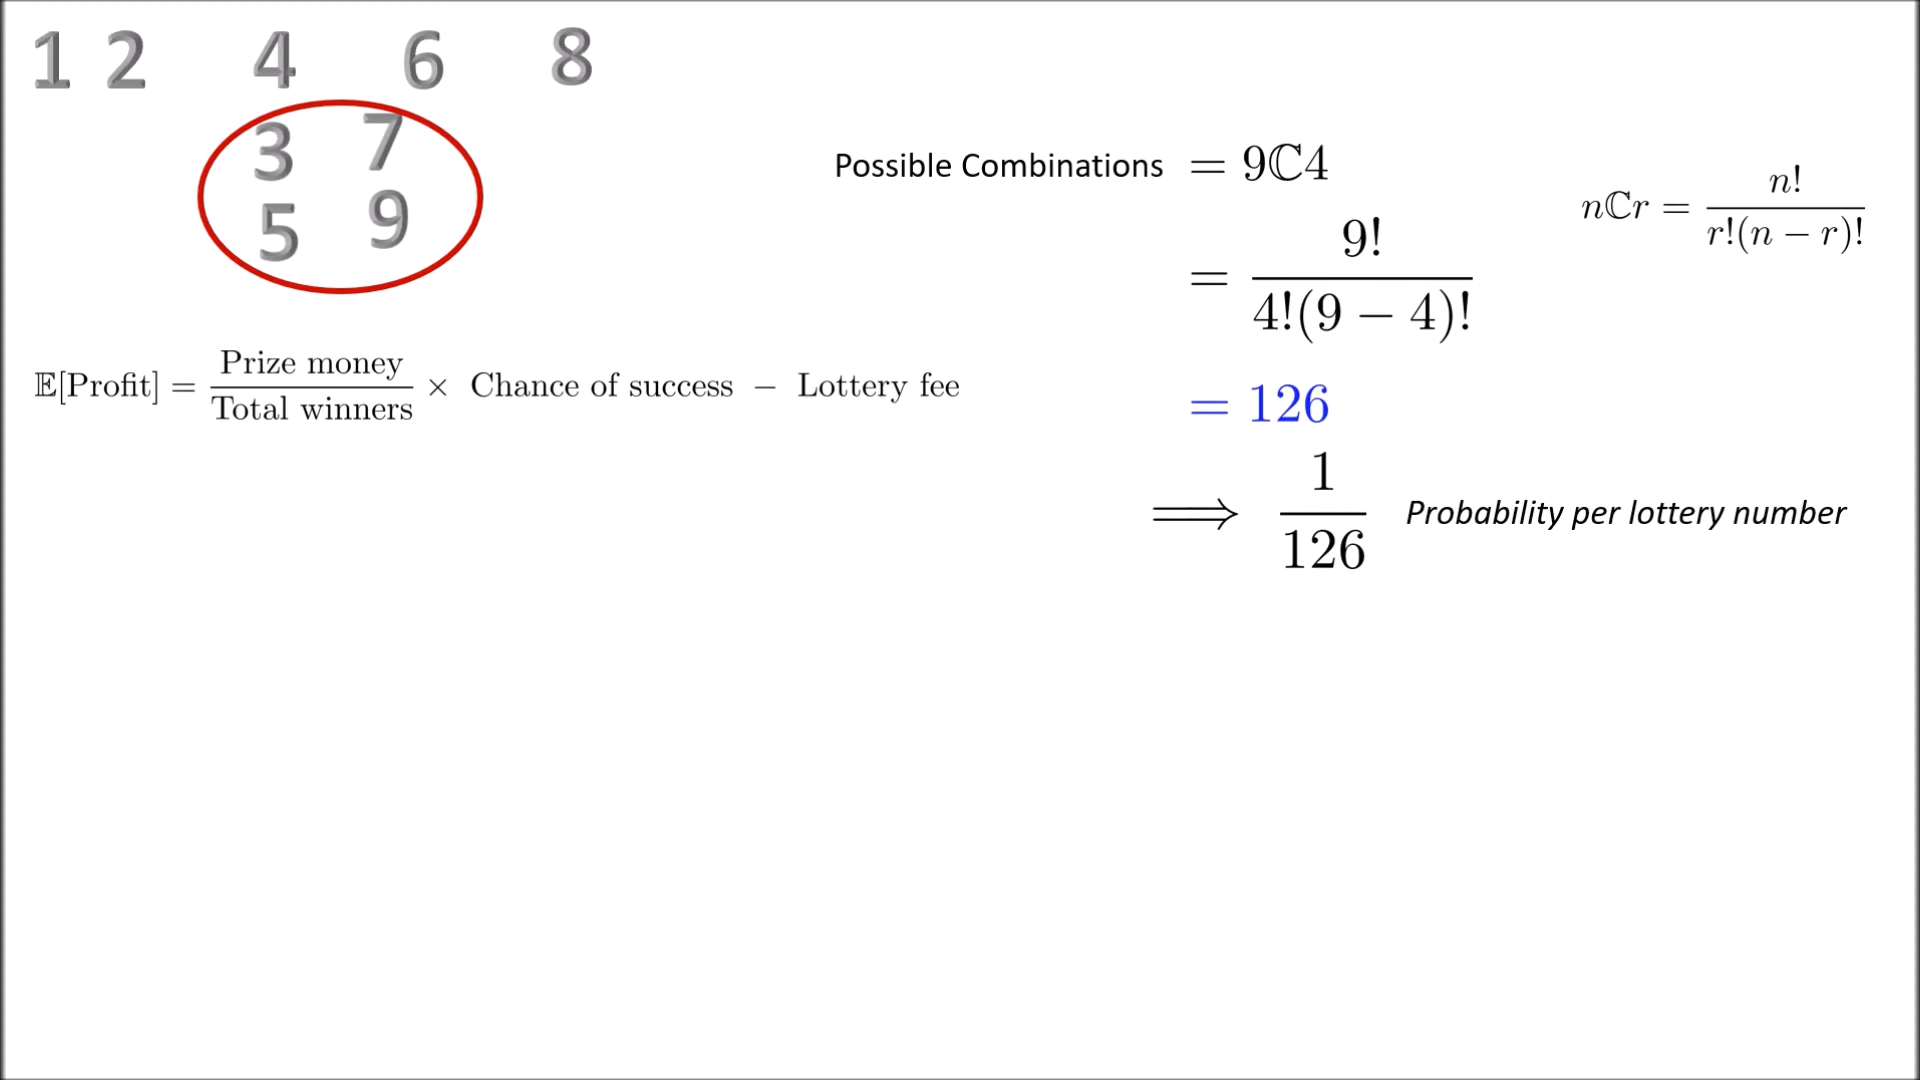 1 2 4 6 8
3 7
5 9
Possible Combinations = 9ℂ4
nℂr = n! / r!(n − r)!
= 9! / 4!(9 − 4)!
𝔼[Profit] = Prize money / Total winners × Chance of success − Lottery fee
= 126
⟹ 1 / 126 Probability per lottery number